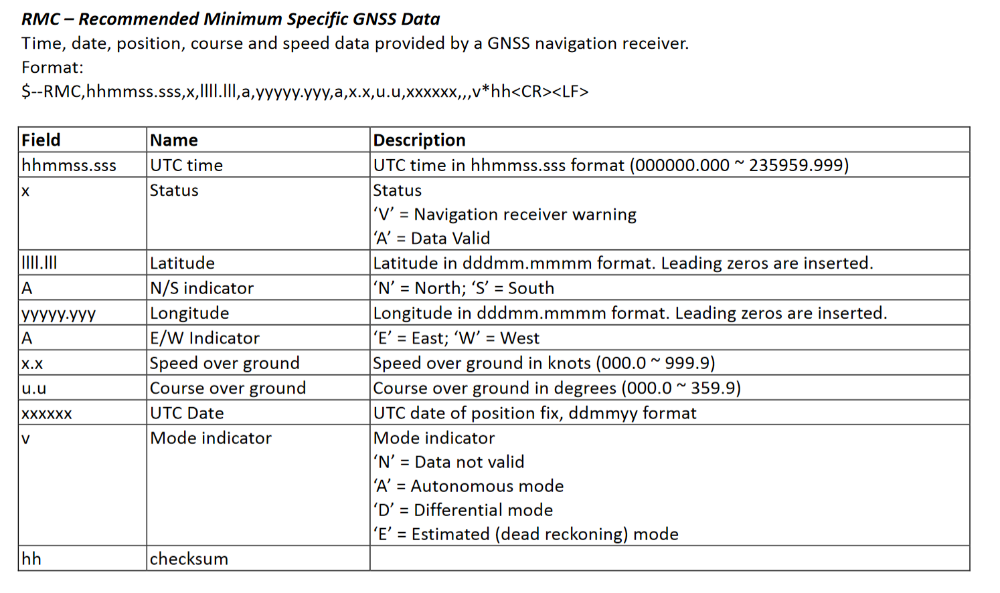 RMC – Recommended Minimum Specific GNSS Data
Time, date, position, course and speed data provided by a GNSS navigation receiver.
Format:
$--RMC,hhmmss.sss,x,llll.lll,a,yyyyy.yyy,a,x.x,u.u,xxxxxx,,,v*hh<CR><LF>
Field Name Description
hhmmss.sss UTC time UTC time in hhmmss.sss format (000000.000 ~ 235959.999)
x Status Status
‘V’ = Navigation receiver warning
‘A’ = Data Valid
llll.lll Latitude Latitude in dddmm.mmmm format. Leading zeros are inserted.
A N/S indicator ‘N’ = North; ‘S’ = South
yyyyy.yyy Longitude Longitude in dddmm.mmmm format. Leading zeros are inserted.
A E/W Indicator ‘E’ = East; ‘W’ = West
x.x Speed over ground Speed over ground in knots (000.0 ~ 999.9)
u.u Course over ground Course over ground in degrees (000.0 ~ 359.9)
xxxxxx UTC Date UTC date of position fix, ddmmyy format
v Mode indicator Mode indicator
‘N’ = Data not valid
‘A’ = Autonomous mode
‘D’ = Differential mode
‘E’ = Estimated (dead reckoning) mode
hh checksum